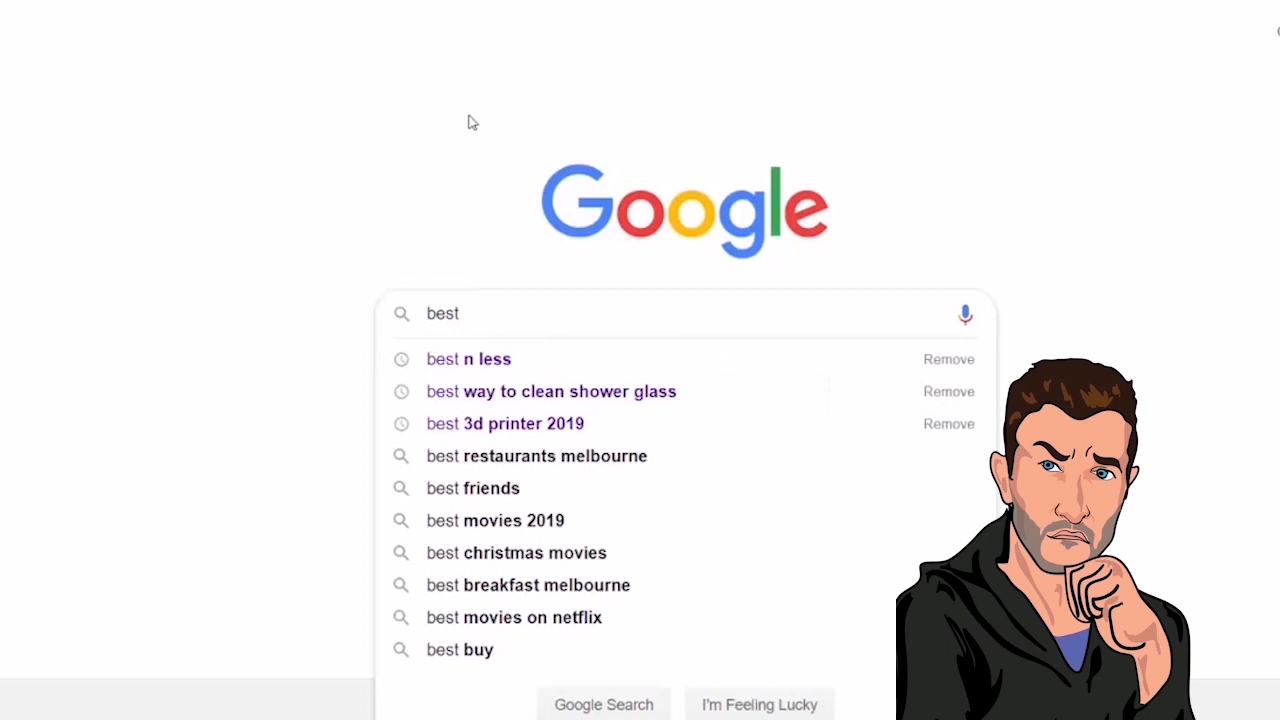 Google
best
best n less Remove
best way to clean shower glass Remove
best 3d printer 2019 Remove
best restaurants melbourne
best friends
best movies 2019
best christmas movies
best breakfast melbourne
best movies on netflix
best buy
Google Search I'm Feeling Lucky